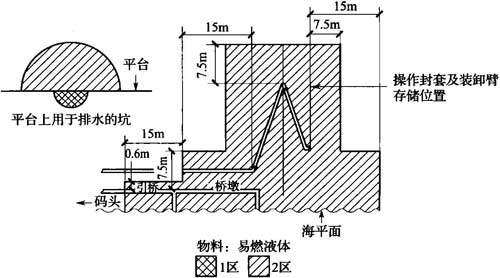 15m
15m
7.5m
7.5m
平台
操作封套及装卸臂
存储位置
平台上用于排水的坑
15m
0.6m
7.5m
引桥
桥墩
码头
海平面
物料：易燃液体
1区
2区